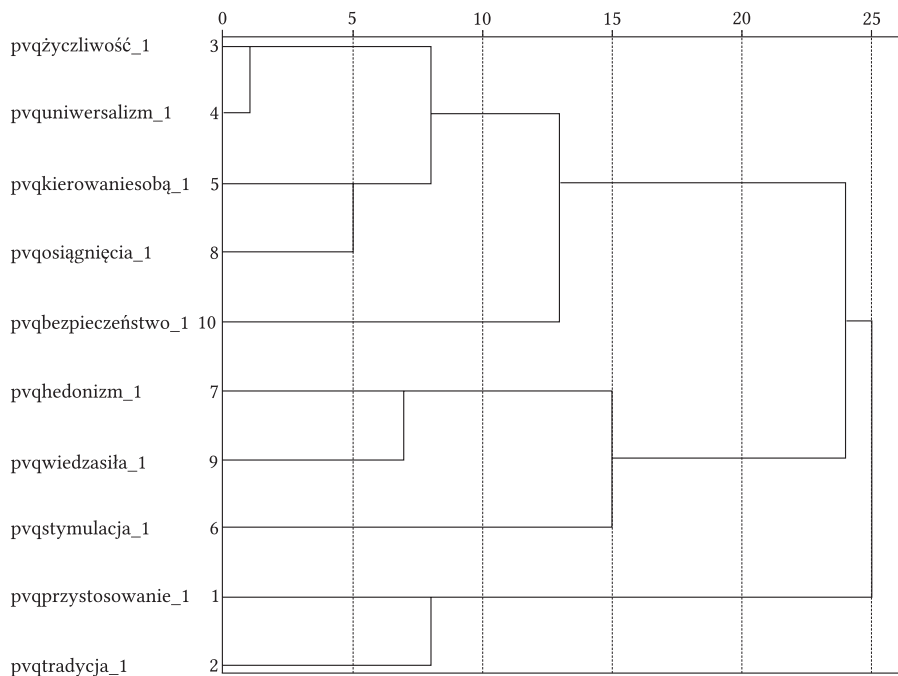 0 5 10 15 20 25
pvqżyczliwość_1 3
pvquniwersalizm_1 4
pvqkierowaniesobą_1 5
pvqosiągnięcia_1 8
pvqbezpieczeństwo_1 10
pvqhedonizm_1 7
pvqwiedzasiła_1 9
pvqstymulacja_1 6
pvqprzystosowanie_1 1
pvqtradycja_1 2